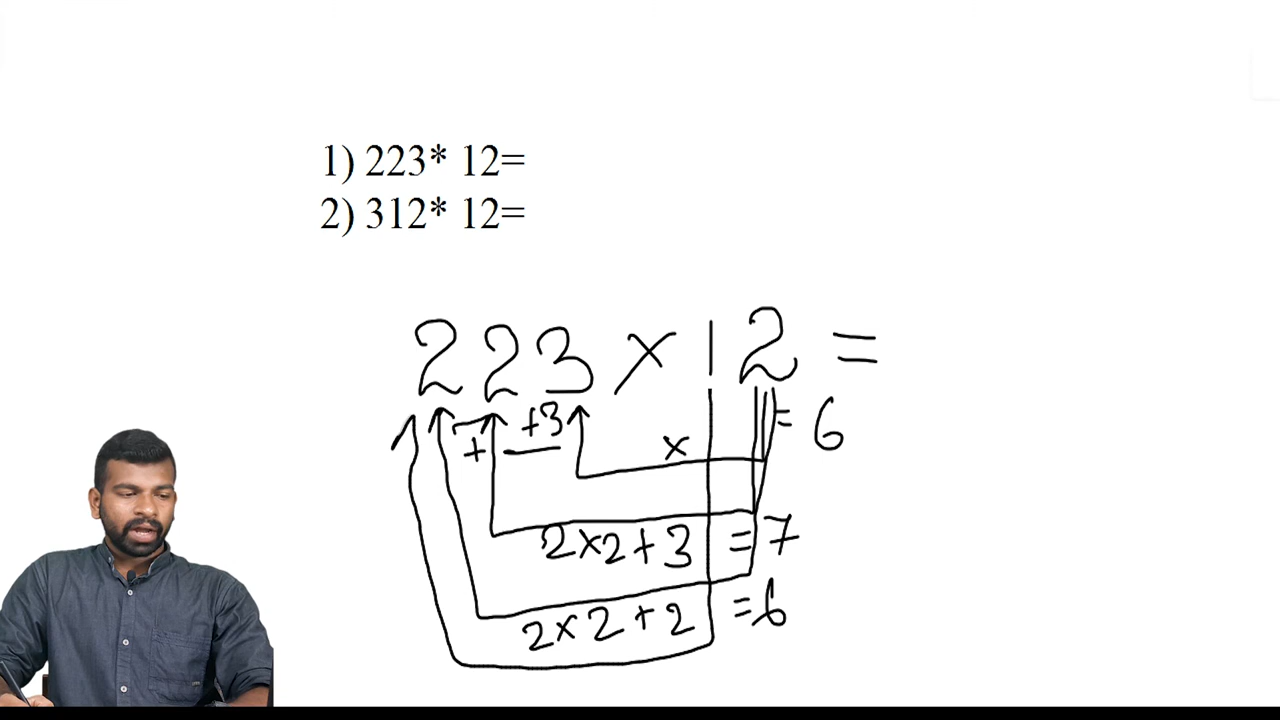 1) 223* 12=
2) 312* 12=
223 × 12 =
+ +3 × = 6
2×2+3 = 7
2×2+2 = 6